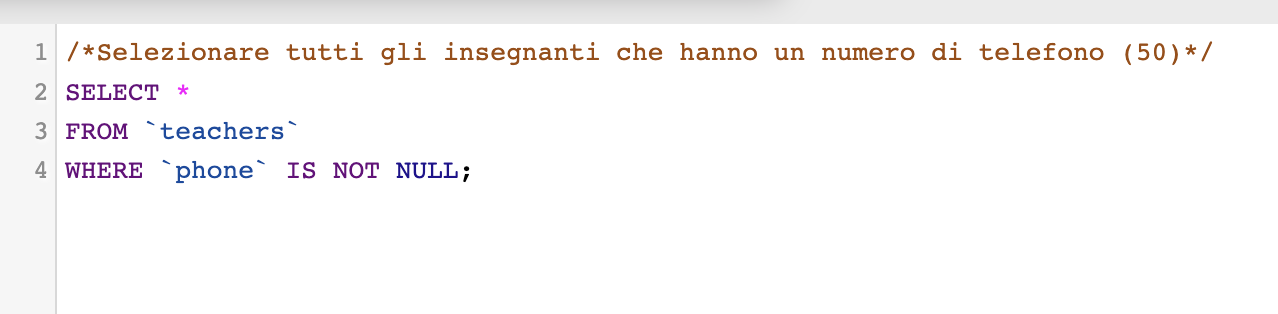 1 /*Selezionare tutti gli insegnanti che hanno un numero di telefono (50)*/
2 SELECT *
3 FROM `teachers`
4 WHERE `phone` IS NOT NULL;